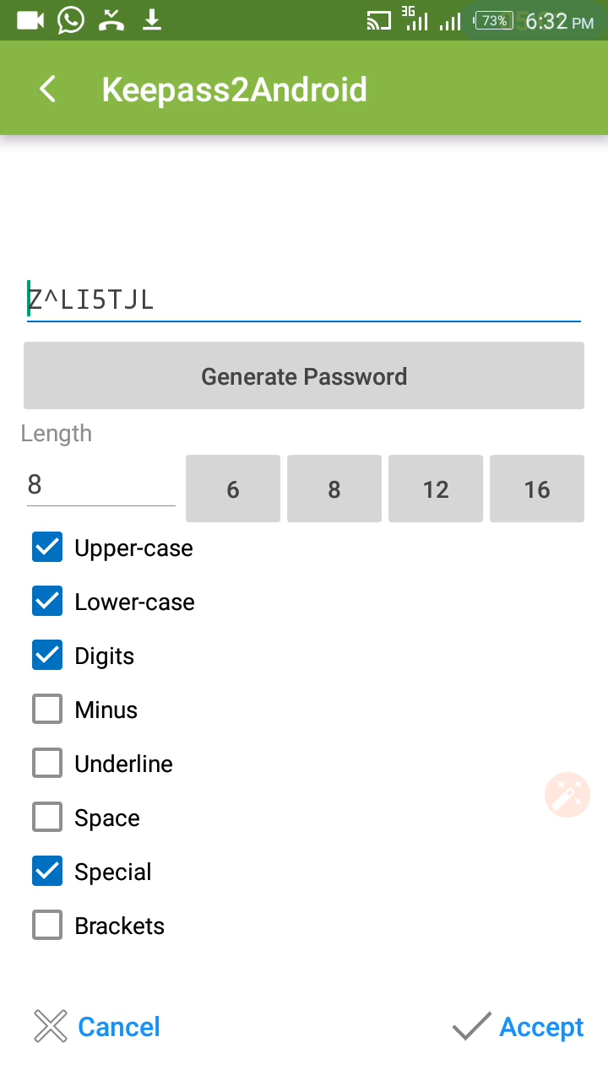 3G 73% 6:32 PM
Keepass2Android
Z^LI5TJL
Generate Password
Length
8 6 8 12 16
Upper-case
Lower-case
Digits
Minus
Underline
Space
Special
Brackets
Cancel Accept